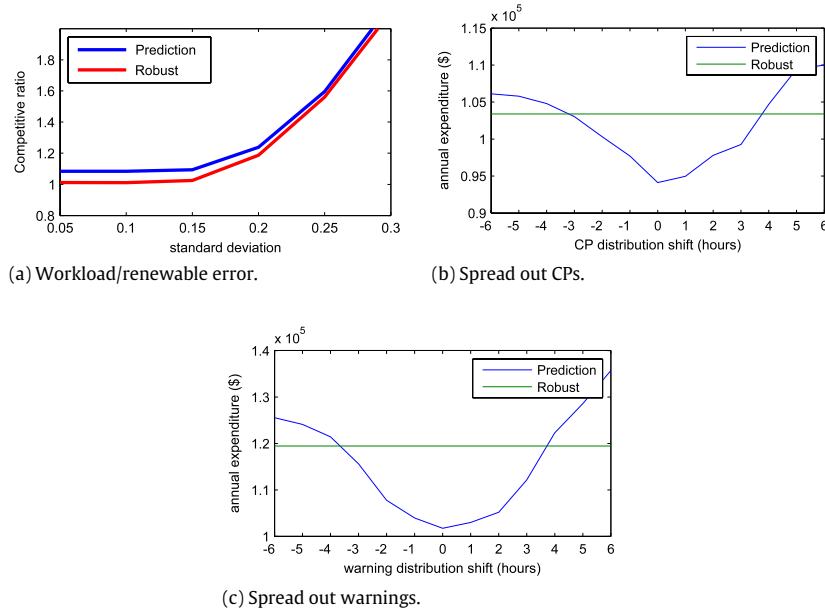 Competitive ratio
1.8
1.6
1.4
1.2
1
0.8
Prediction
Robust
0.05 0.1 0.15 0.2 0.25 0.3
standard deviation
(a) Workload/renewable error.
x 10^5
annual expenditure ($)
1.15
1.1
1.05
1
0.95
0.9
Prediction
Robust
-6 -5 -4 -3 -2 -1 0 1 2 3 4 5 6
CP distribution shift (hours)
(b) Spread out CPs.
x 10^5
annual expenditure ($)
1.4
1.3
1.2
1.1
1
Prediction
Robust
-6 -5 -4 -3 -2 -1 0 1 2 3 4 5 6
warning distribution shift (hours)
(c) Spread out warnings.